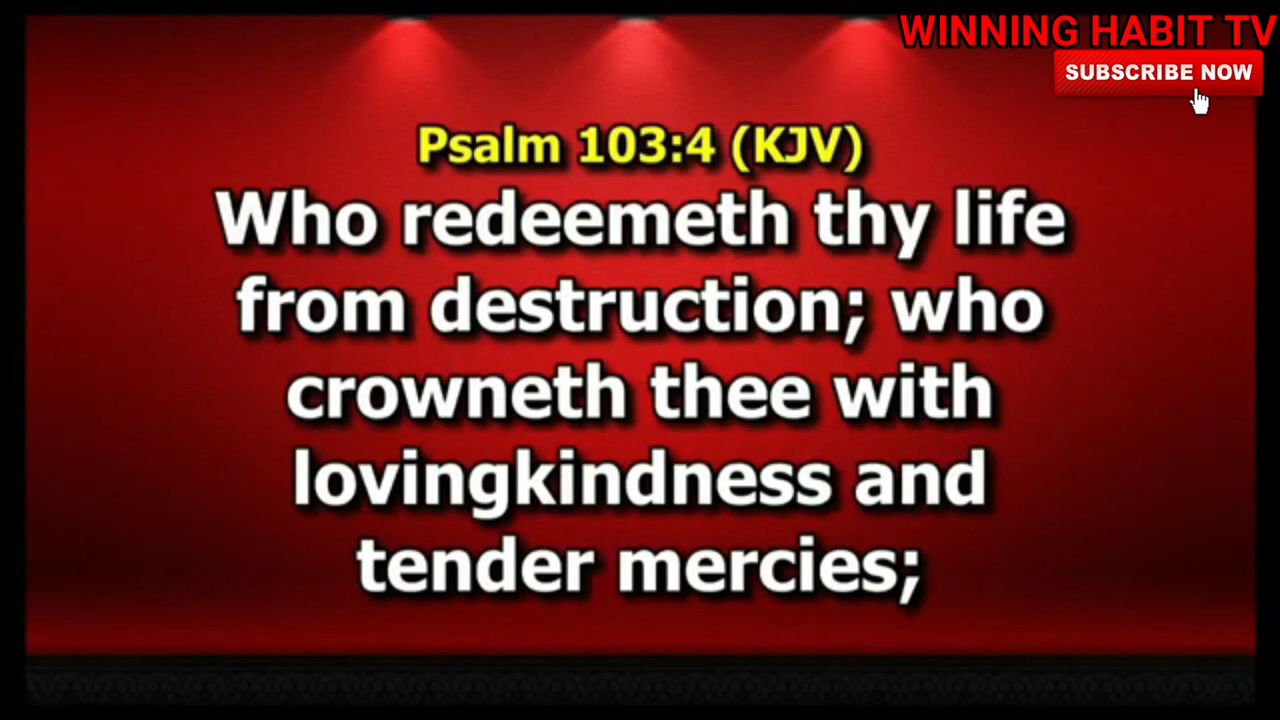 WINNING HABIT TV
SUBSCRIBE NOW
Psalm 103:4 (KJV)
Who redeemeth thy life
from destruction; who
crowneth thee with
lovingkindness and
tender mercies;